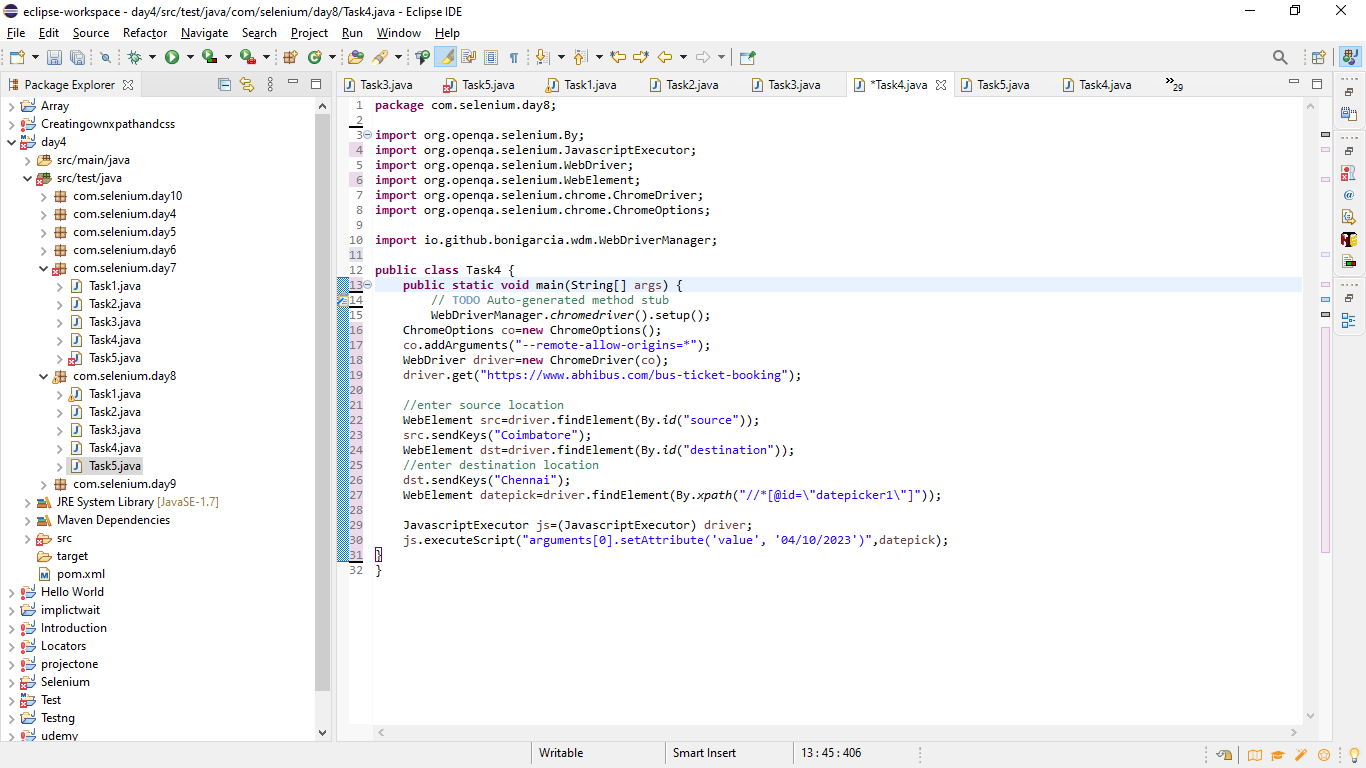 eclipse-workspace - day4/src/test/java/com/selenium/day8/Task4.java - Eclipse IDE
File Edit Source Refactor Navigate Search Project Run Window Help
Package Explorer
Task3.java Task5.java Task1.java Task2.java Task3.java *Task4.java Task5.java Task4.java »29
Array
Creatingownxpathandcss
day4
src/main/java
src/test/java
com.selenium.day10
com.selenium.day4
com.selenium.day5
com.selenium.day6
com.selenium.day7
Task1.java
Task2.java
Task3.java
Task4.java
Task5.java
com.selenium.day8
Task1.java
Task2.java
Task3.java
Task4.java
Task5.java
com.selenium.day9
JRE System Library [JavaSE-1.7]
Maven Dependencies
src
target
pom.xml
Hello World
implictwait
Introduction
Locators
projectone
Selenium
Test
Testng
udemy
1 package com.selenium.day8;
2
3 import org.openqa.selenium.By;
4 import org.openqa.selenium.JavascriptExecutor;
5 import org.openqa.selenium.WebDriver;
6 import org.openqa.selenium.WebElement;
7 import org.openqa.selenium.chrome.ChromeDriver;
8 import org.openqa.selenium.chrome.ChromeOptions;
9
10 import io.github.bonigarcia.wdm.WebDriverManager;
11
12 public class Task4 {
13 public static void main(String[] args) {
14 // TODO Auto-generated method stub
15 WebDriverManager.chromedriver().setup();
16 ChromeOptions co=new ChromeOptions();
17 co.addArguments("--remote-allow-origins=*");
18 WebDriver driver=new ChromeDriver(co);
19 driver.get("https://www.abhibus.com/bus-ticket-booking");
20
21 //enter source location
22 WebElement src=driver.findElement(By.id("source"));
23 src.sendKeys("Coimbatore");
24 WebElement dst=driver.findElement(By.id("destination"));
25 //enter destination location
26 dst.sendKeys("Chennai");
27 WebElement datepick=driver.findElement(By.xpath("//*[@id=\"datepicker1\"]"));
28
29 JavascriptExecutor js=(JavascriptExecutor) driver;
30 js.executeScript("arguments[0].setAttribute('value', '04/10/2023')",datepick);
31 }
32 }
Writable Smart Insert 13 : 45 : 406